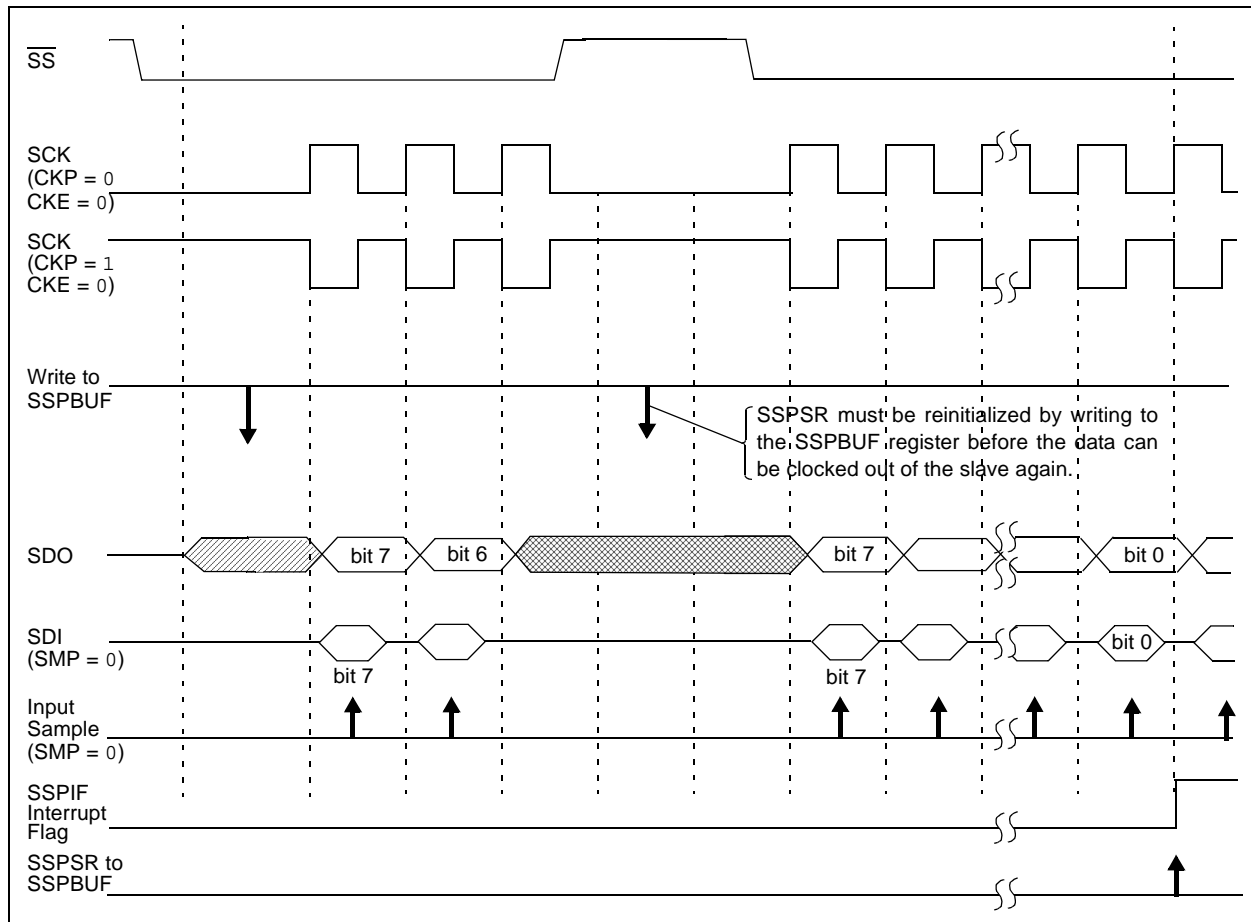 SS
SCK
(CKP = 0
CKE = 0)
SCK
(CKP = 1
CKE = 0)
Write to
SSPBUF
SSPSR must be reinitialized by writing to
the SSPBUF register before the data can
be clocked out of the slave again.
SDO
bit 7
bit 6
bit 7
bit 0
SDI
(SMP = 0)
bit 7
bit 7
bit 0
Input
Sample
(SMP = 0)
SSPIF
Interrupt
Flag
SSPSR to
SSPBUF